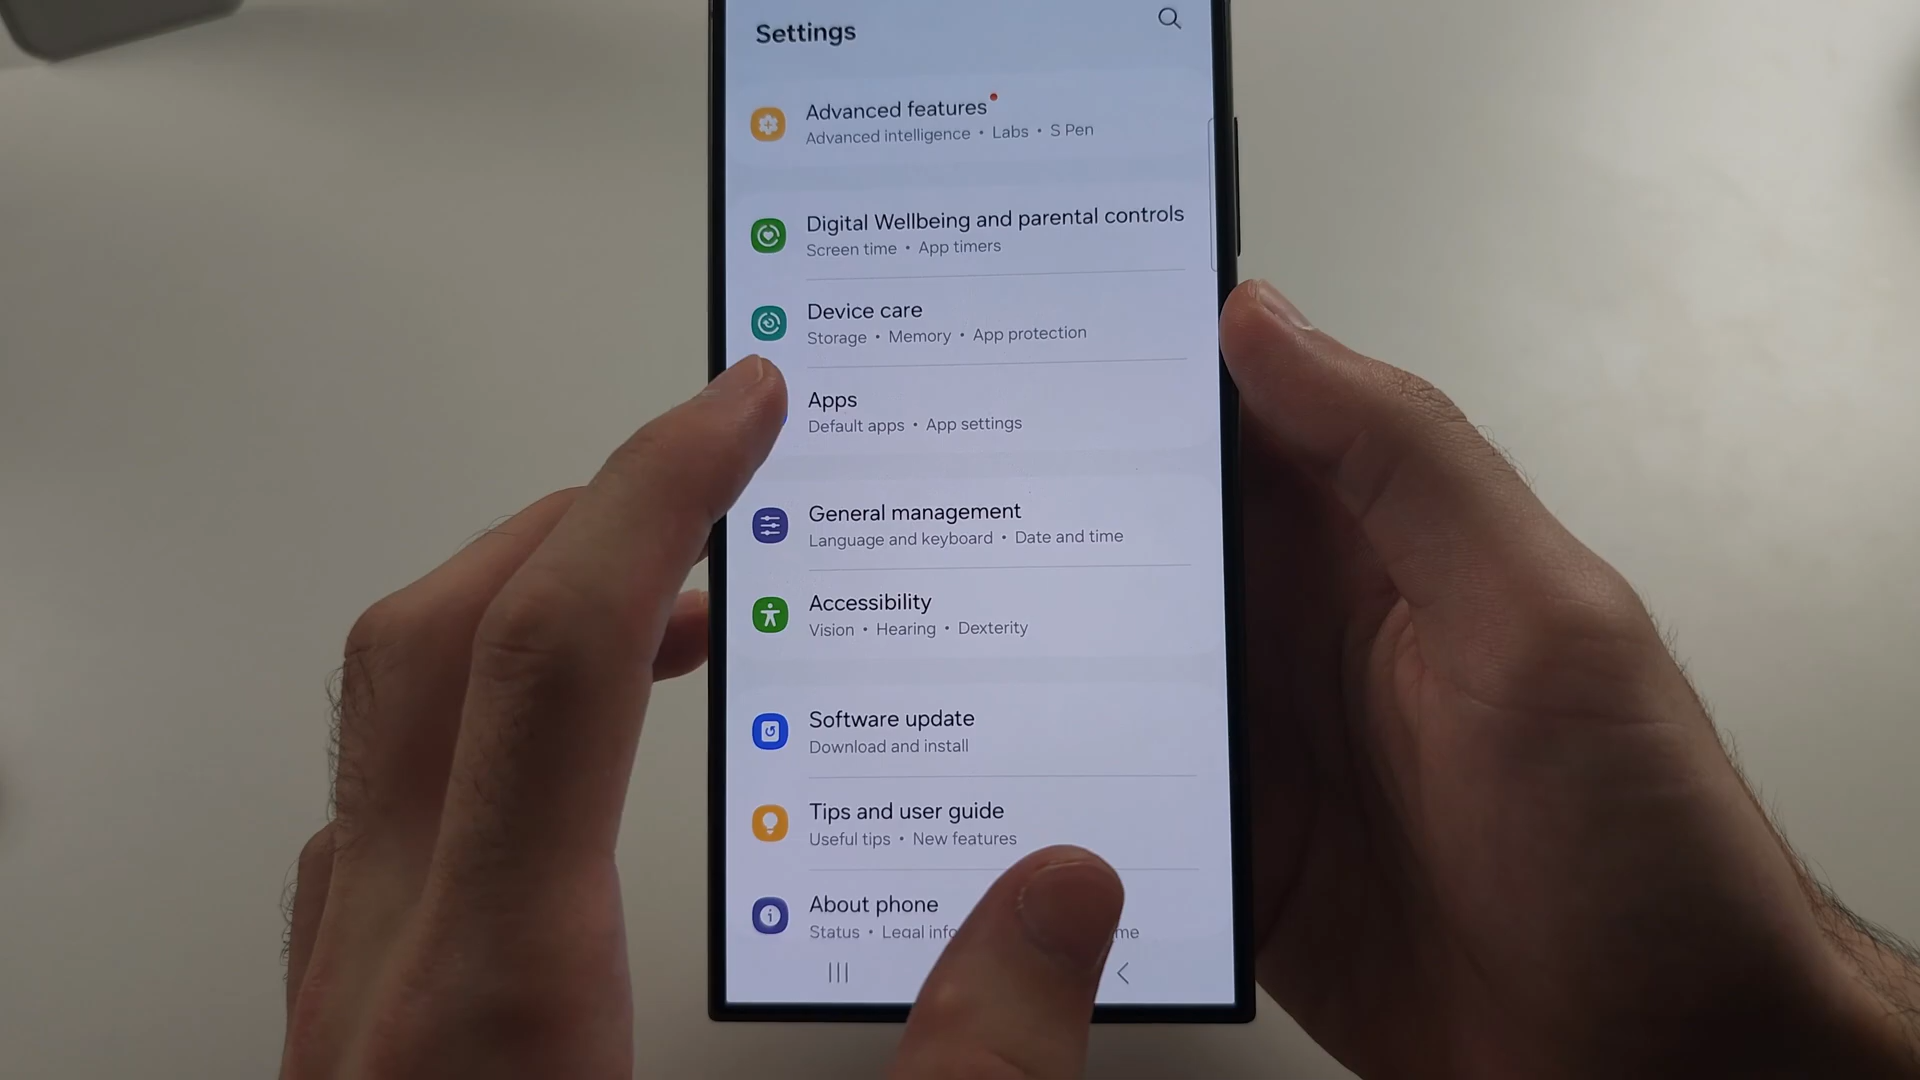 Settings
Advanced features
Advanced intelligence • Labs • S Pen
Digital Wellbeing and parental controls
Screen time • App timers
Device care
Storage • Memory • App protection
Apps
Default apps • App settings
General management
Language and keyboard • Date and time
Accessibility
Vision • Hearing • Dexterity
Software update
Download and install
Tips and user guide
Useful tips • New features
About phone
Status • Legal